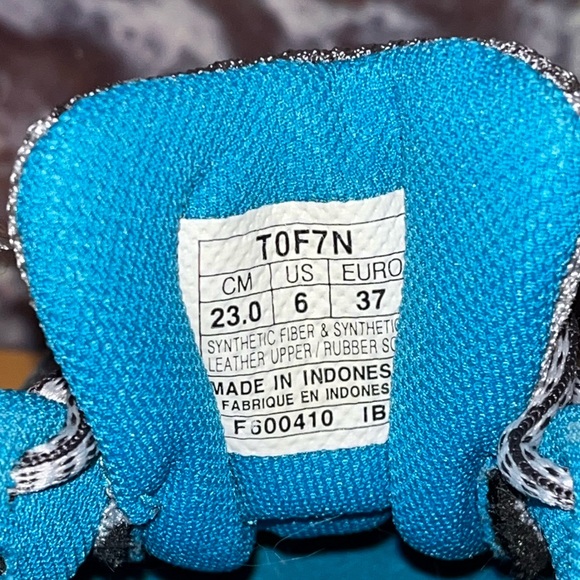 T0F7N
CM US EURO
23.0 6 37
SYNTHETIC FIBER & SYNTHETIC
LEATHER UPPER / RUBBER SO
MADE IN INDONES
FABRIQUE EN INDONES
F600410 IB